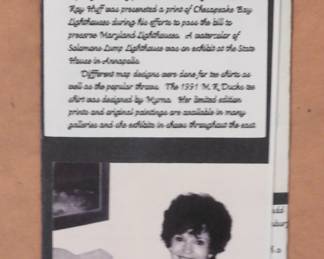 Ray Huff was presented a print of Chesapeake Bay
Lighthouses during his efforts to pass the bill to
preserve Maryland Lighthouses. A watercolor of
Solomons Lump Lighthouse was on exhibit at the State
House in Annapolis.
Different map designs were done for tee shirts as
well as the popular throws. The 1991 M.R. Ducks tee
shirt was designed by Myrna. Her limited edition
prints and original paintings are available in many
galleries and she exhibits in shows throughout the east